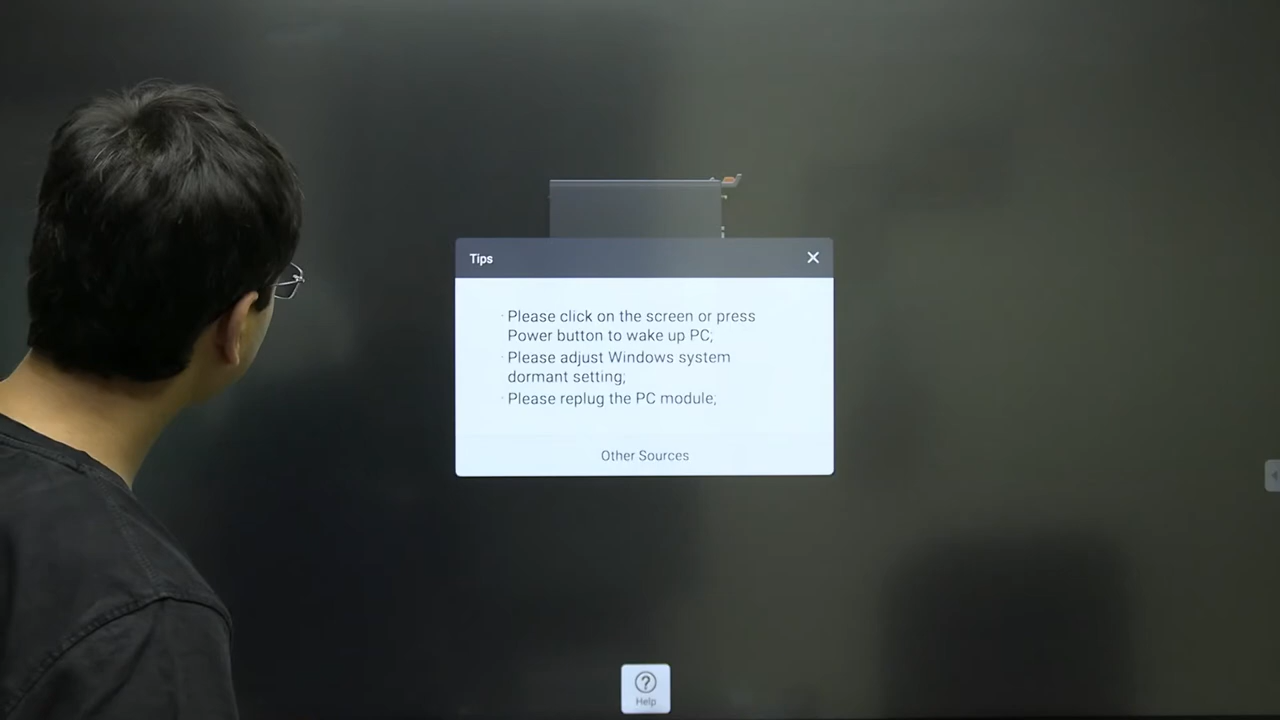 Tips
· Please click on the screen or press
Power button to wake up PC;
· Please adjust Windows system
dormant setting;
· Please replug the PC module;
Other Sources
Help